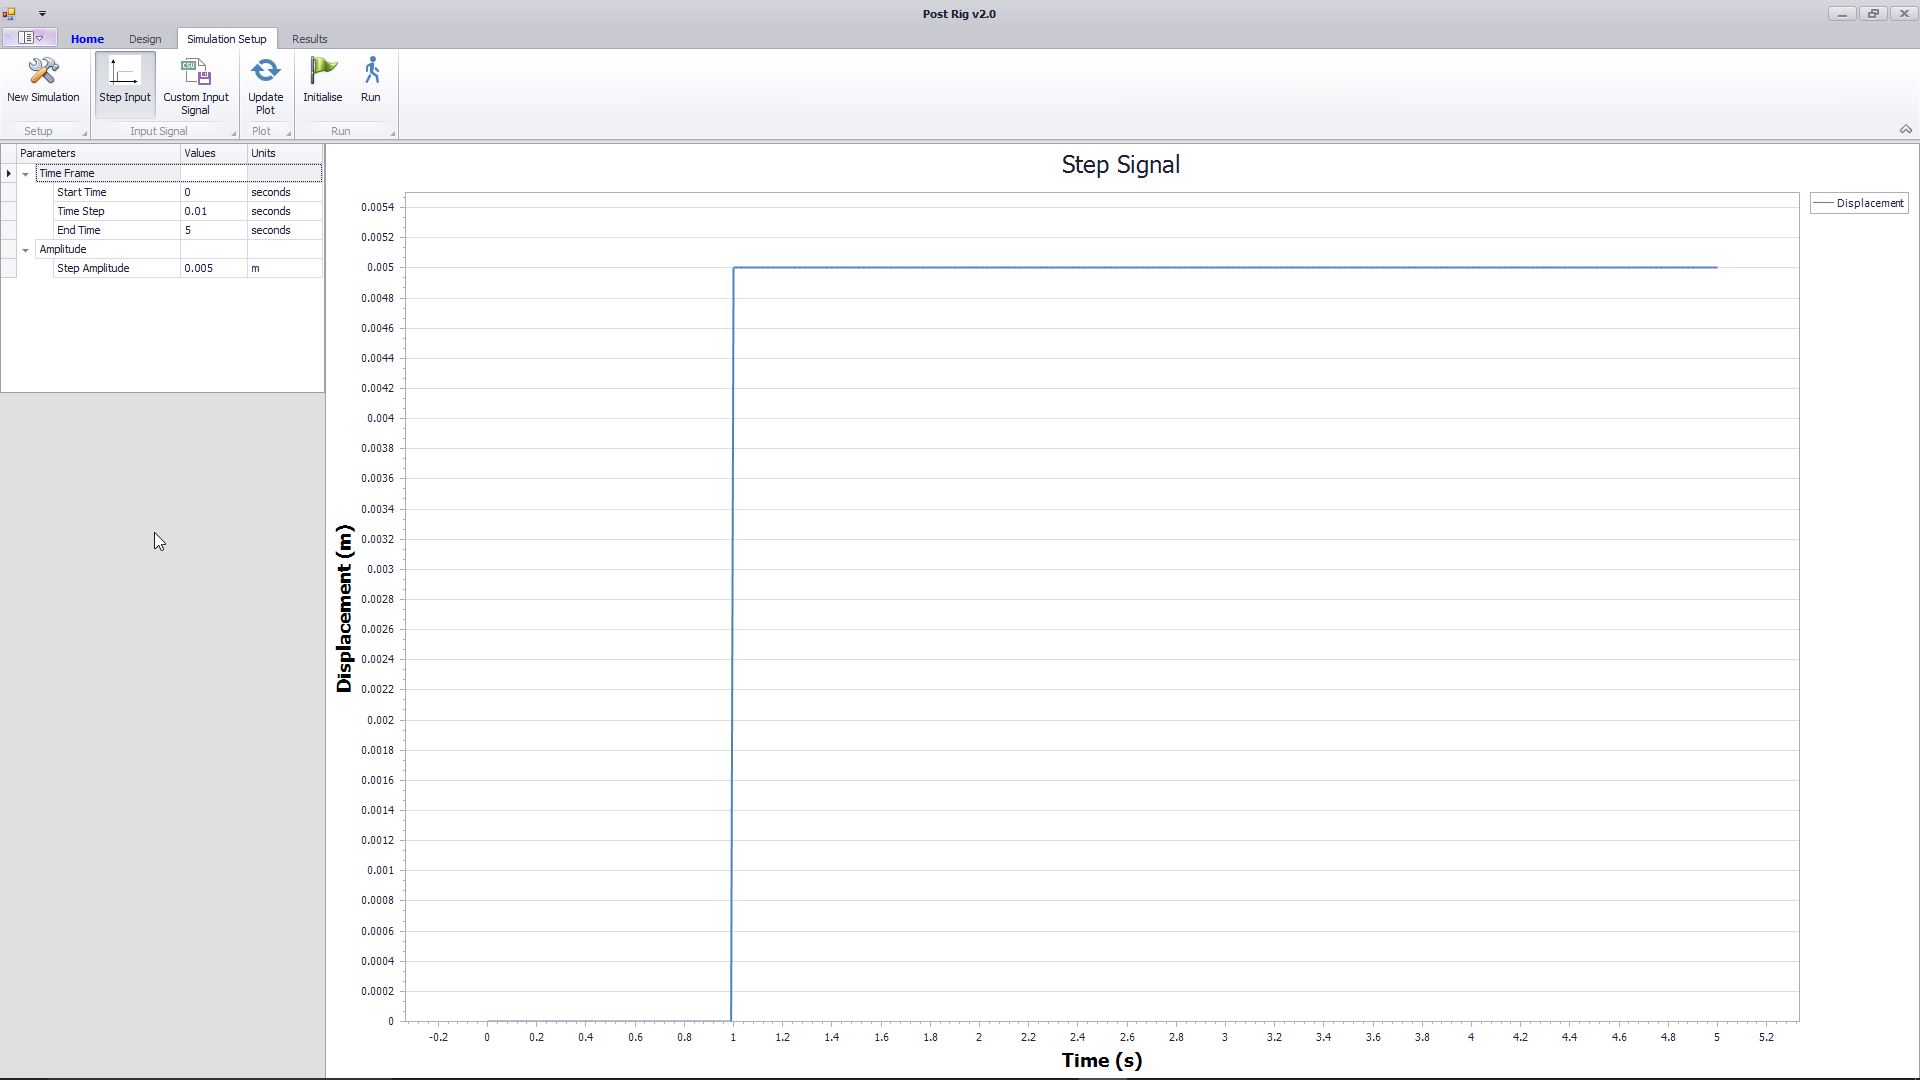 Post Rig v2.0
Home Design Simulation Setup Results
New Simulation Step Input Custom Input Signal Update Plot Initialise Run
Setup Input Signal Plot Run
Parameters Values Units
Time Frame
Start Time 0 seconds
Time Step 0.01 seconds
End Time 5 seconds
Amplitude
Step Amplitude 0.005 m
Step Signal
Displacement
Displacement (m)
0.0054
0.0052
0.005
0.0048
0.0046
0.0044
0.0042
0.004
0.0038
0.0036
0.0034
0.0032
0.003
0.0028
0.0026
0.0024
0.0022
0.002
0.0018
0.0016
0.0014
0.0012
0.001
0.0008
0.0006
0.0004
0.0002
0
-0.2 0 0.2 0.4 0.6 0.8 1 1.2 1.4 1.6 1.8 2 2.2 2.4 2.6 2.8 3 3.2 3.4 3.6 3.8 4 4.2 4.4 4.6 4.8 5 5.2
Time (s)